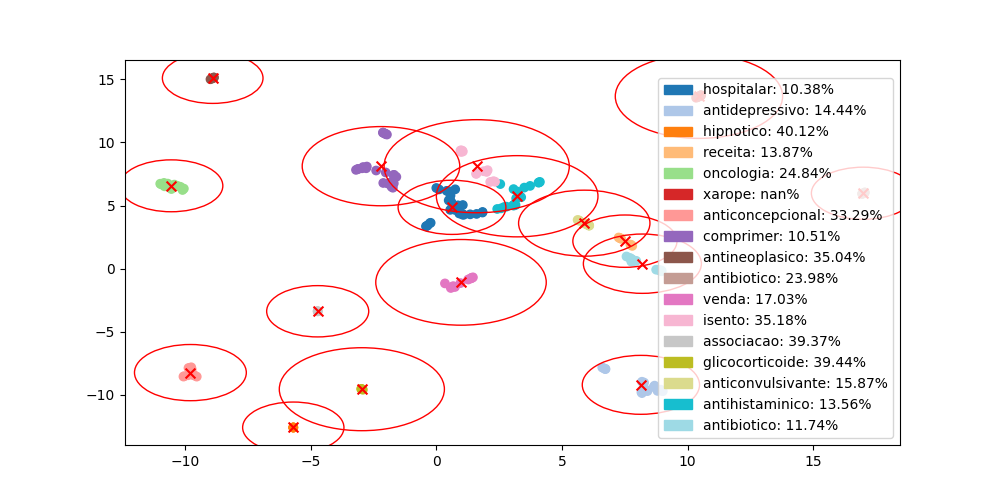 15
10
5
0
−5
−10
−10
−5
0
5
10
15
hospitalar: 10.38%
antidepressivo: 14.44%
hipnotico: 40.12%
receita: 13.87%
oncologia: 24.84%
xarope: nan%
anticoncepcional: 33.29%
comprimer: 10.51%
antineoplasico: 35.04%
antibiotico: 23.98%
venda: 17.03%
isento: 35.18%
associacao: 39.37%
glicocorticoide: 39.44%
anticonvulsivante: 15.87%
antihistaminico: 13.56%
antibiotico: 11.74%